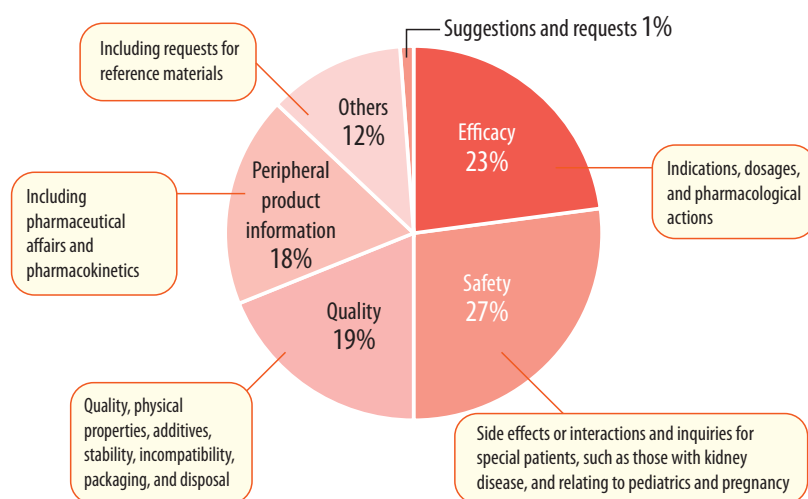 Suggestions and requests 1%
Including requests for
reference materials
Others
12%
Efficacy
23%
Indications, dosages,
and pharmacological
actions
Peripheral
product
information
18%
Including
pharmaceutical
affairs and
pharmacokinetics
Safety
27%
Quality
19%
Quality, physical
properties, additives,
stability, incompatibility,
packaging, and disposal
Side effects or interactions and inquiries for
special patients, such as those with kidney
disease, and relating to pediatrics and pregnancy